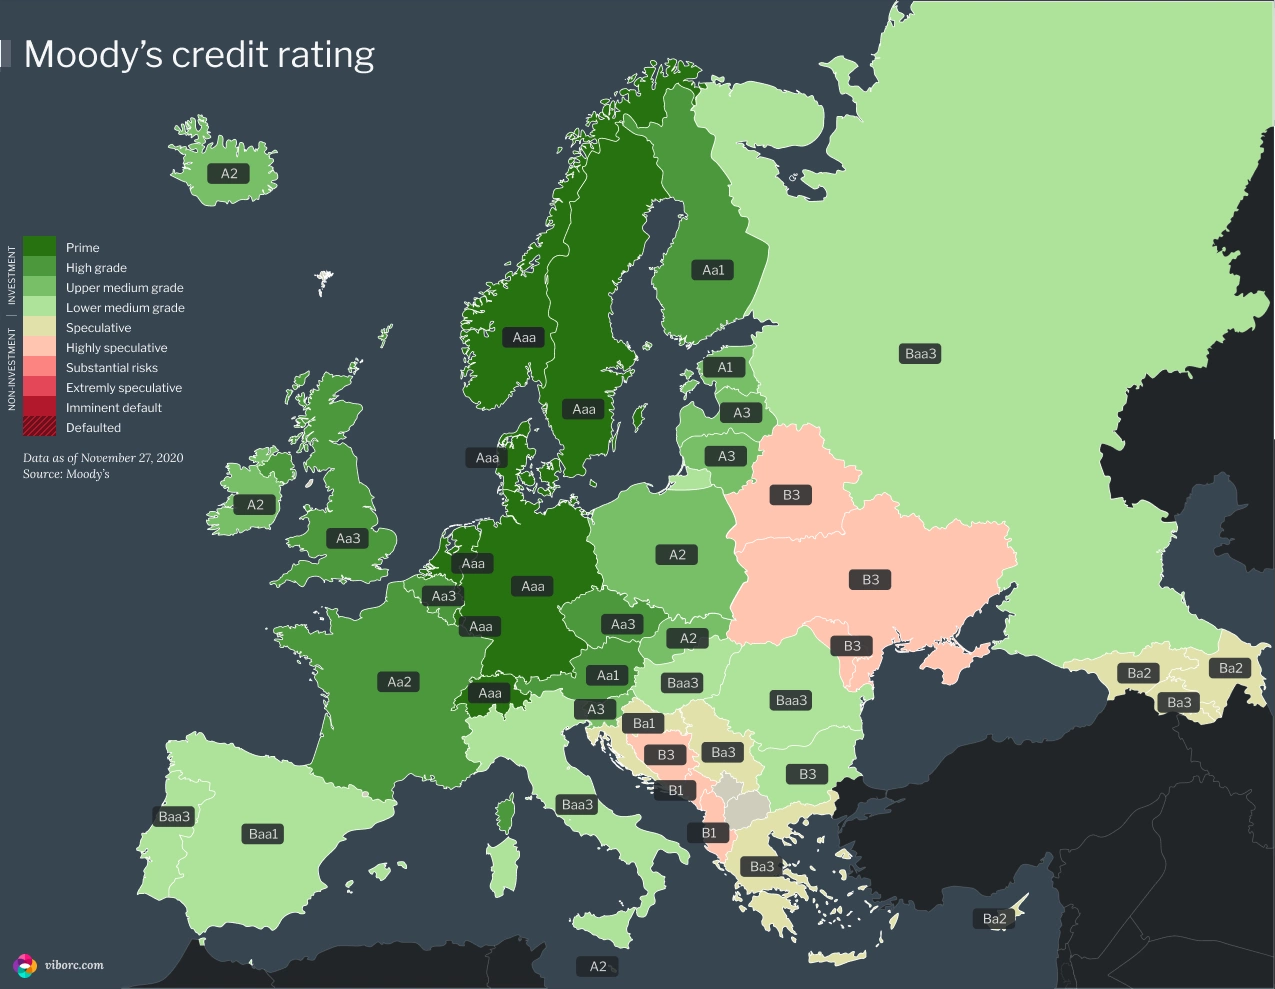 Moody's credit rating
A2
INVESTMENT
NON-INVESTMENT
Prime
High grade
Upper medium grade
Lower medium grade
Speculative
Highly speculative
Substantial risks
Extremly speculative
Imminent default
Defaulted
Data as of November 27, 2020
Source: Moody's
Aa1
Aaa
Baa3
A1
Aaa
A3
Aaa
A3
B3
A2
Aa3
A2
Aaa
B3
Aaa
Aa3
Aa3
Aaa
A2
B3
Ba2
Ba2
Aa1
Aa2
Baa3
Aaa
Baa3
Ba3
A3
Ba1
B3
Ba3
B3
B1
Baa3
Baa3
Baa1
B1
Ba3
Ba2
A2
viborc.com